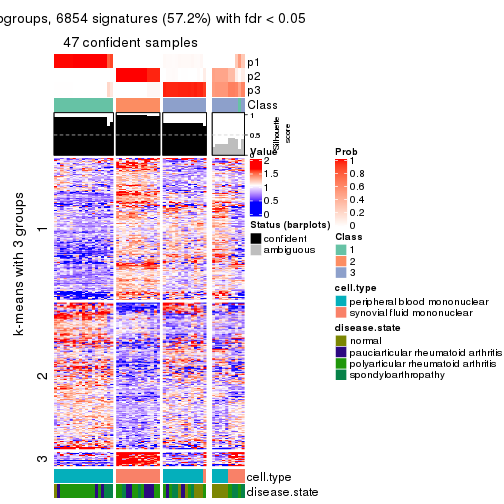 ogroups, 6854 signatures (57.2%) with fdr < 0.05
47 confident samples
p1
p2
p3
Class
1
0.5
0
Silhouette
score
k-means with 3 groups
1
2
3
cell.type
disease.state
Value
2
1.5
1
0.5
0
Status (barplots)
confident
ambiguous
Prob
1
0.8
0.6
0.4
0.2
0
Class
1
2
3
cell.type
peripheral blood mononuclear
synovial fluid mononuclear
disease.state
normal
pauciarticular rheumatoid arthritis
polyarticular rheumatoid arthritis
spondyloarthropathy